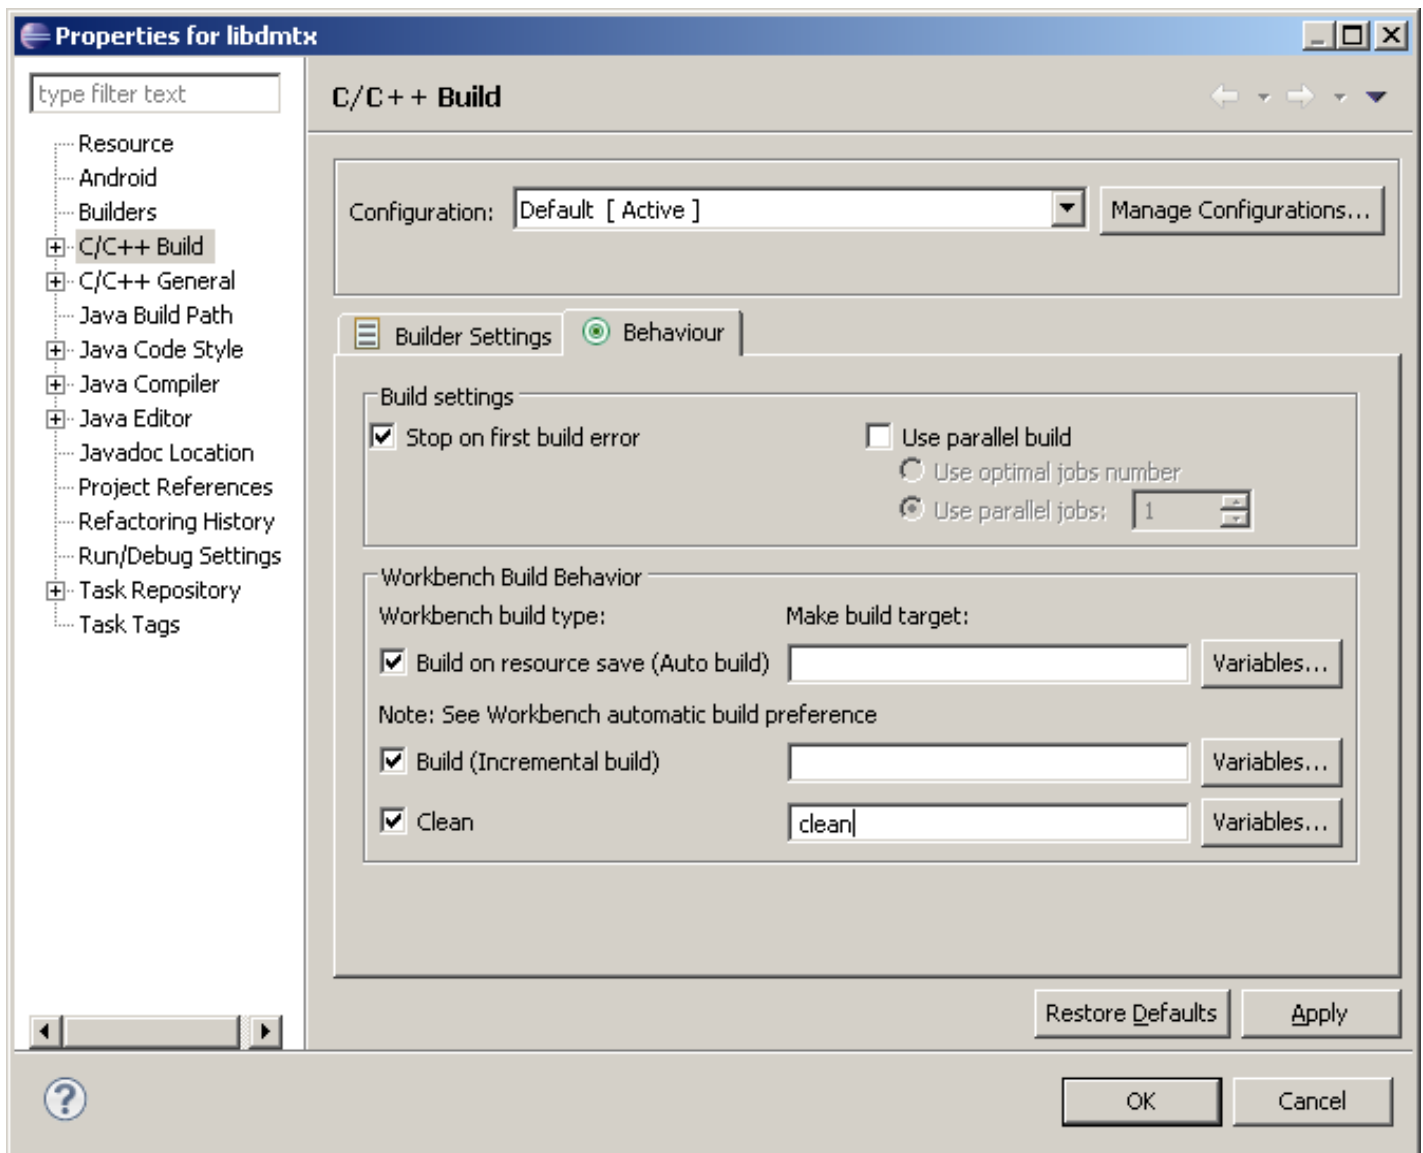 Properties for libdmtx
type filter text
Resource
Android
Builders
C/C++ Build
C/C++ General
Java Build Path
Java Code Style
Java Compiler
Java Editor
Javadoc Location
Project References
Refactoring History
Run/Debug Settings
Task Repository
Task Tags
C/C++ Build
Configuration: Default [ Active ] Manage Configurations...
Builder Settings Behaviour
Build settings
Stop on first build error Use parallel build
Use optimal jobs number
Use parallel jobs: 1
Workbench Build Behavior
Workbench build type: Make build target:
Build on resource save (Auto build) Variables...
Note: See Workbench automatic build preference
Build (Incremental build) Variables...
Clean clean Variables...
Restore Defaults Apply
? OK Cancel